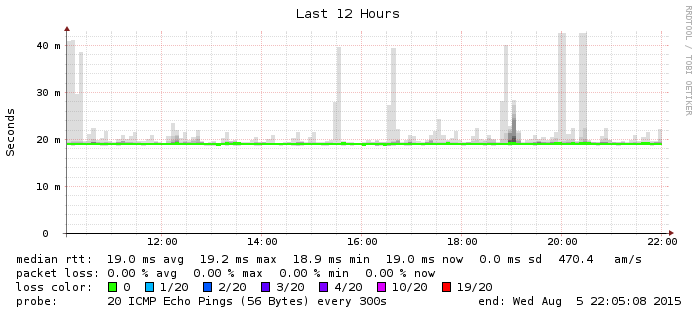 Last 12 Hours
RRDTOOL / TOBI OETIKER
Seconds
40 m
30 m
20 m
10 m
0
12:00 14:00 16:00 18:00 20:00 22:00
median rtt: 19.0 ms avg 19.2 ms max 18.9 ms min 19.0 ms now 0.0 ms sd 470.4 am/s
packet loss: 0.00 % avg 0.00 % max 0.00 % min 0.00 % now
loss color: 0 1/20 2/20 3/20 4/20 10/20 19/20
probe: 20 ICMP Echo Pings (56 Bytes) every 300s end: Wed Aug 5 22:05:08 2015